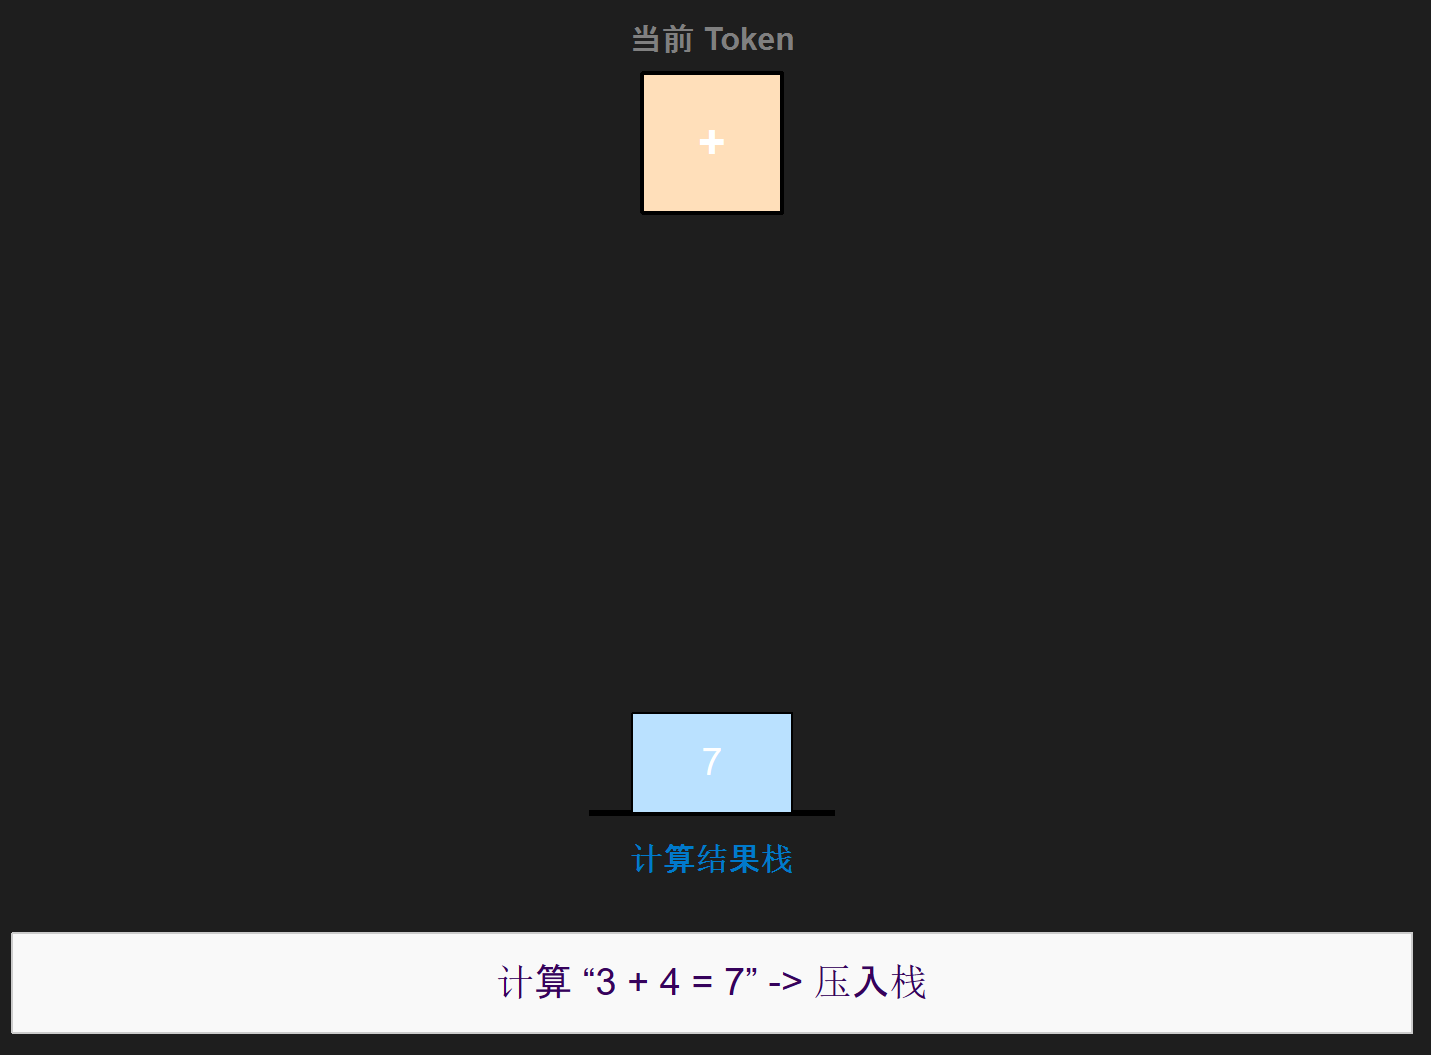 当前 Token
+
7
计算结果栈
计算 “3 + 4 = 7” -> 压入栈